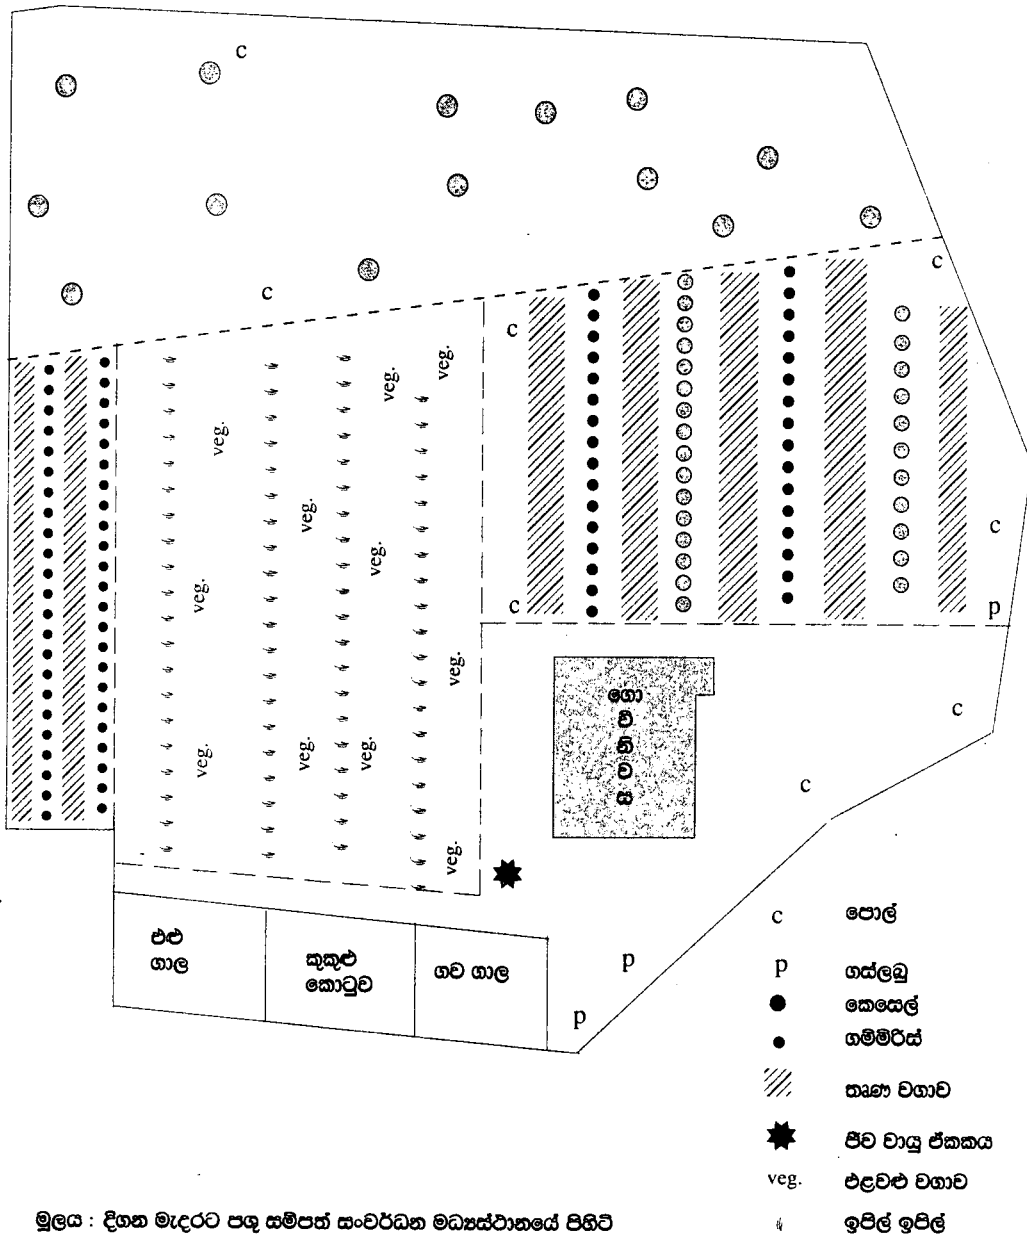 c
c
c
c
veg.
veg.
c
veg.
veg.
veg.
c
veg.
veg.
c
p
veg.
ගොවිනිවස
c
veg.
veg.
veg.
c
veg.
c පොල්
එළු
ගාල
කුකුළු
කොටුව
ගව ගාල
p
p ගස්ලබු
කෙසෙල්
p
ගම්මිරිස්
තෘණ වගාව
ජීව වායු ඒකකය
veg. එළවළු වගාව
මූලය : දිගන මැදරට පශු සම්පත් සංවර්ධන මධ්‍යස්ථානයේ පිහිටි
ඉපිල් ඉපිල්